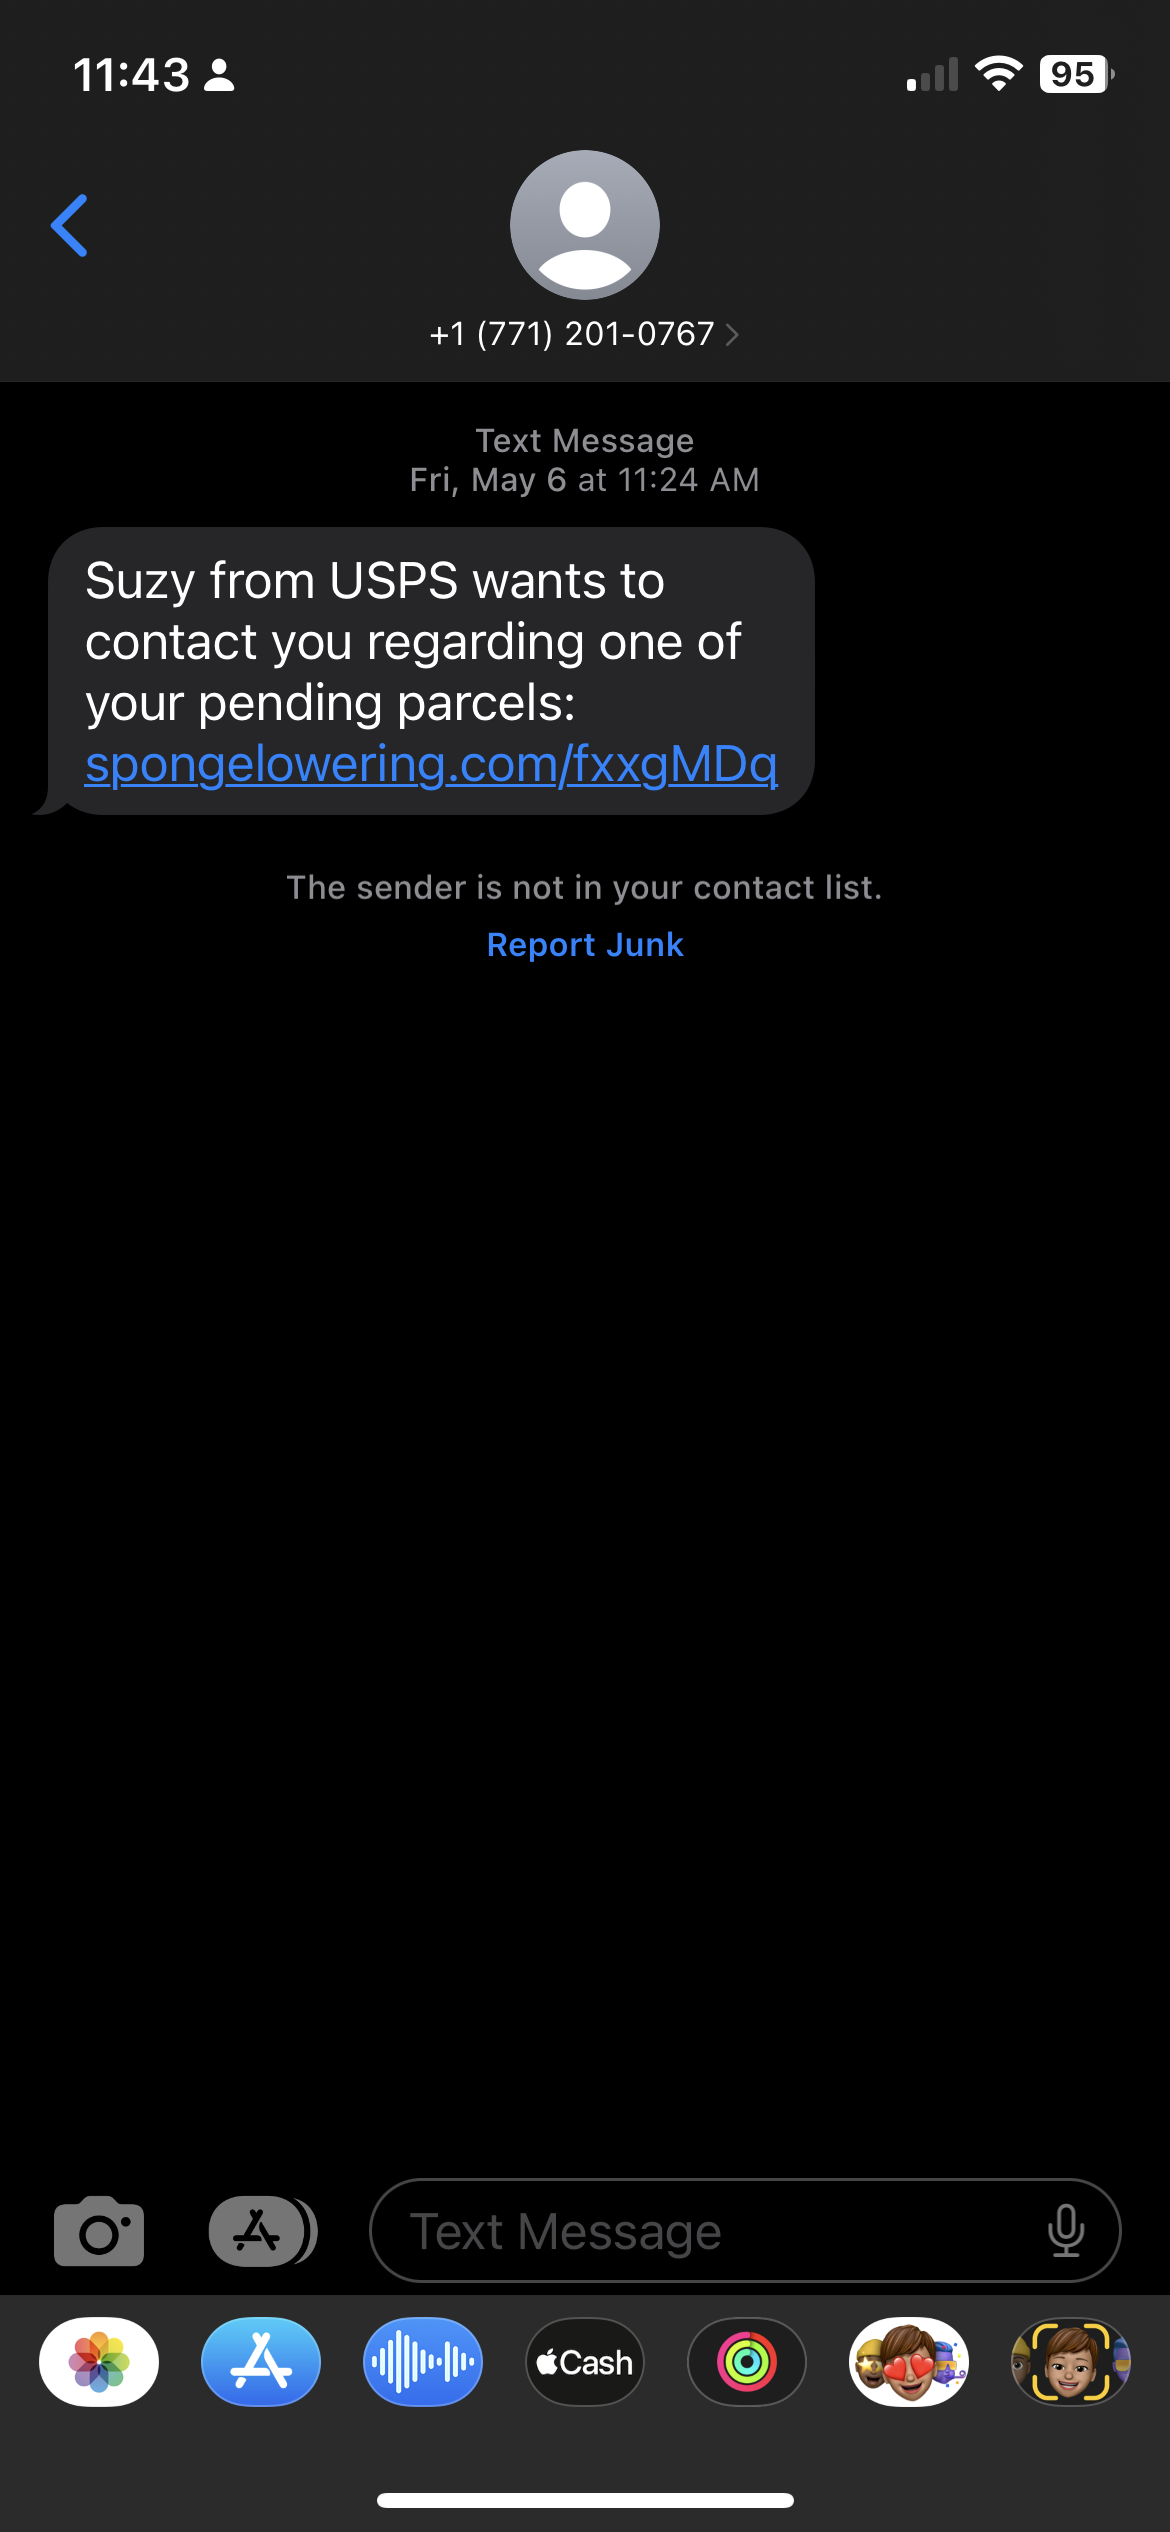 11:43
95
+1 (771) 201-0767
Text Message
Fri, May 6 at 11:24 AM
Suzy from USPS wants to
contact you regarding one of
your pending parcels:
spongelowering.com/fxxgMDq
The sender is not in your contact list.
Report Junk
Text Message
Cash